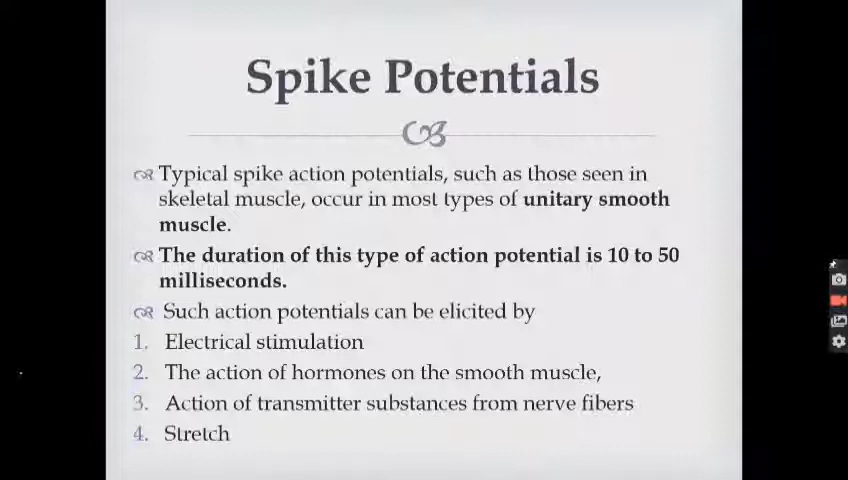 Spike Potentials
Typical spike action potentials, such as those seen in
skeletal muscle, occur in most types of unitary smooth
muscle.
The duration of this type of action potential is 10 to 50
milliseconds.
Such action potentials can be elicited by
1. Electrical stimulation
2. The action of hormones on the smooth muscle,
3. Action of transmitter substances from nerve fibers
4. Stretch